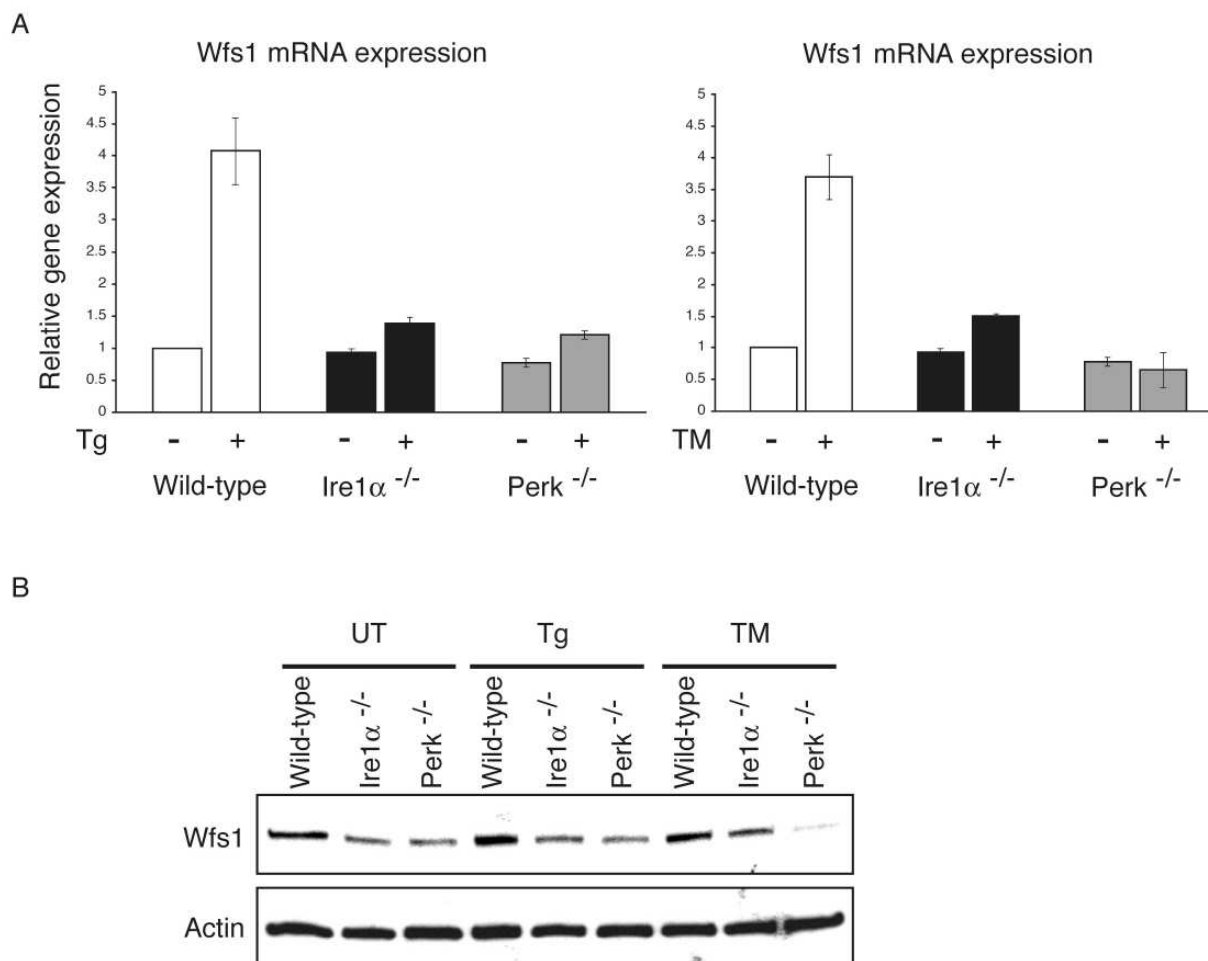 A
Wfs1 mRNA expression
Relative gene expression
5
4.5
4
3.5
3
2.5
2
1.5
1
0.5
0
Tg - + - + - +
Wild-type Ire1α -/- Perk -/-
Wfs1 mRNA expression
5
4.5
4
3.5
3
2.5
2
1.5
1
0.5
0
TM - + - + - +
Wild-type Ire1α -/- Perk -/-
B
UT Tg TM
Wild-type Ire1α -/- Perk -/- Wild-type Ire1α -/- Perk -/- Wild-type Ire1α -/- Perk -/-
Wfs1
Actin